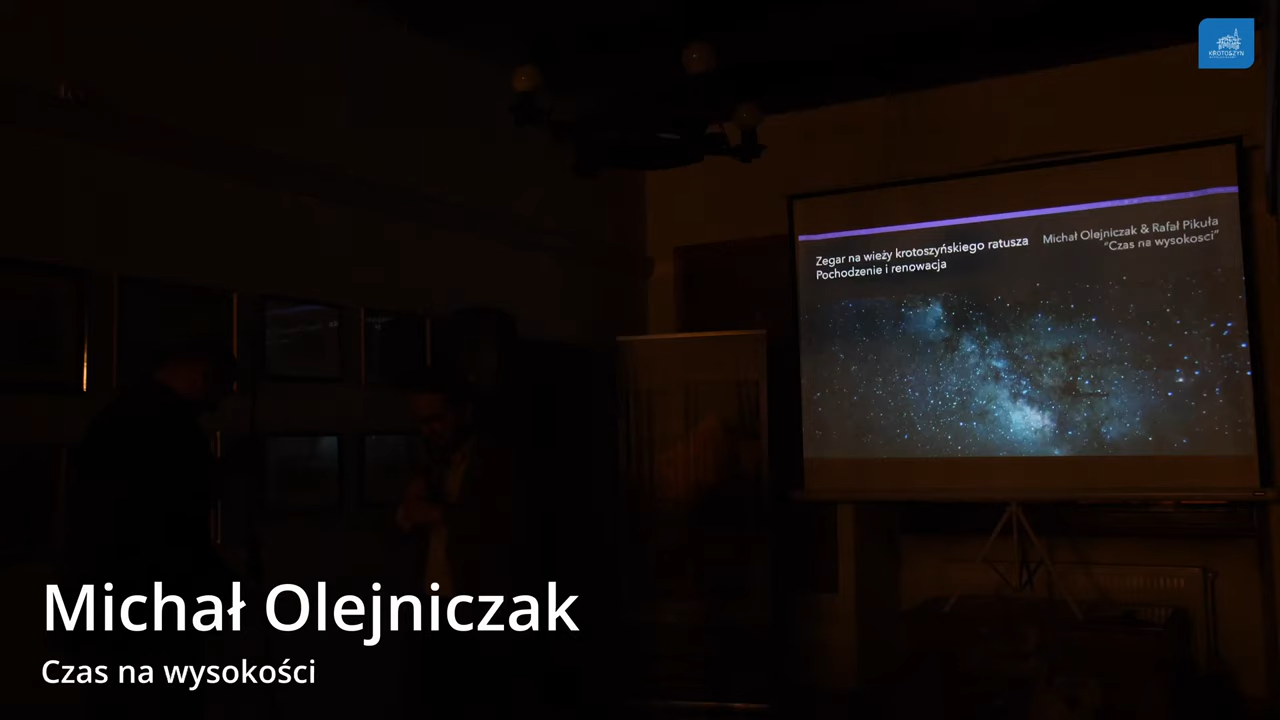 KROTOSZYN
Zegar na wieży krotoszyńskiego ratusza
Pochodzenie i renowacja
Michał Olejniczak & Rafał Pikuła
"Czas na wysokosci"
Michał Olejniczak
Czas na wysokości